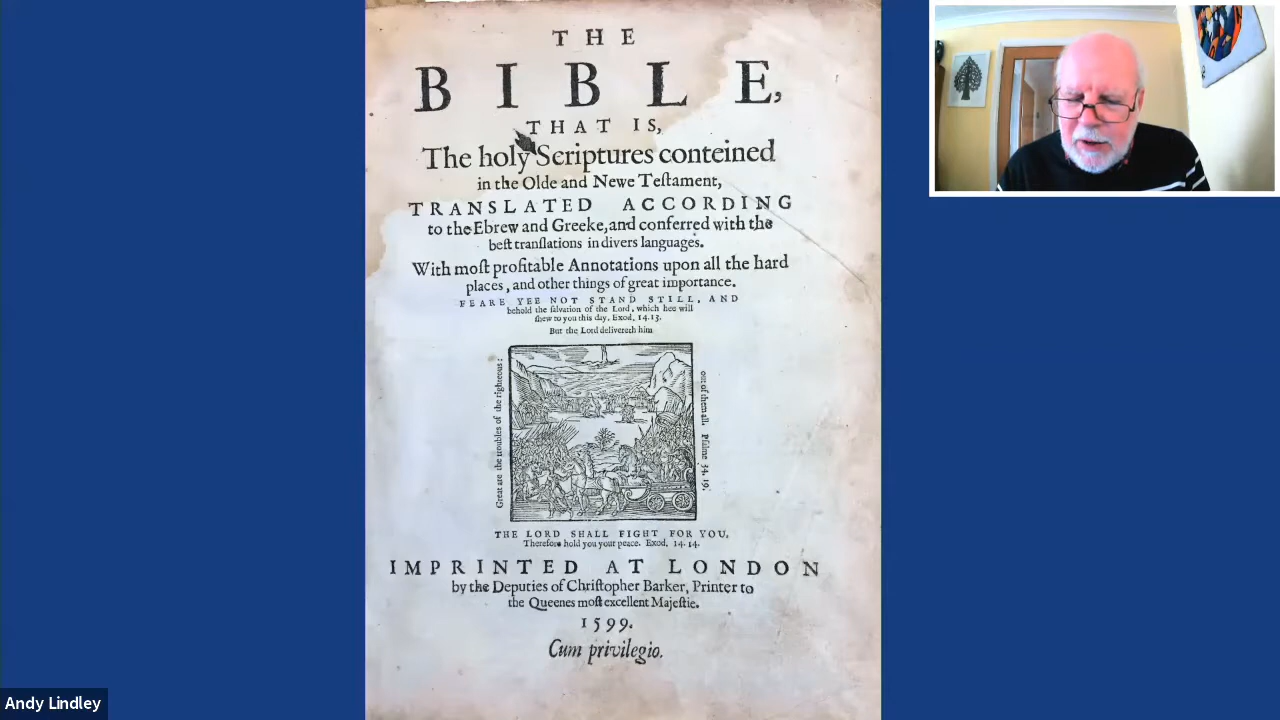 THE
BIBLE,
THAT IS,
The holy Scriptures conteined
in the Olde and Newe Teſtament,
TRANSLATED ACCORDING
to the Ebrew and Greeke, and conferred with the
beſt tranſlations in divers languages.
With moſt profitable Annotations upon all the hard
places, and other things of great importance.
FEARE YEE NOT STAND STILL, AND
behold the ſalvation of the Lord, which hee will
ſhew to you this day. Exod. 14.13.
But the Lord delivereth him
Great are the troubles of the righteous:
out of them all. Pſalme 34. 19.
THE LORD SHALL FIGHT FOR YOU,
Therefore hold you your peace. Exod. 14. 14.
IMPRINTED AT LONDON
by the Deputies of Chriſtopher Barker, Printer to
the Queenes moſt excellent Majeſtie.
1599.
Cum privilegio.
Andy Lindley